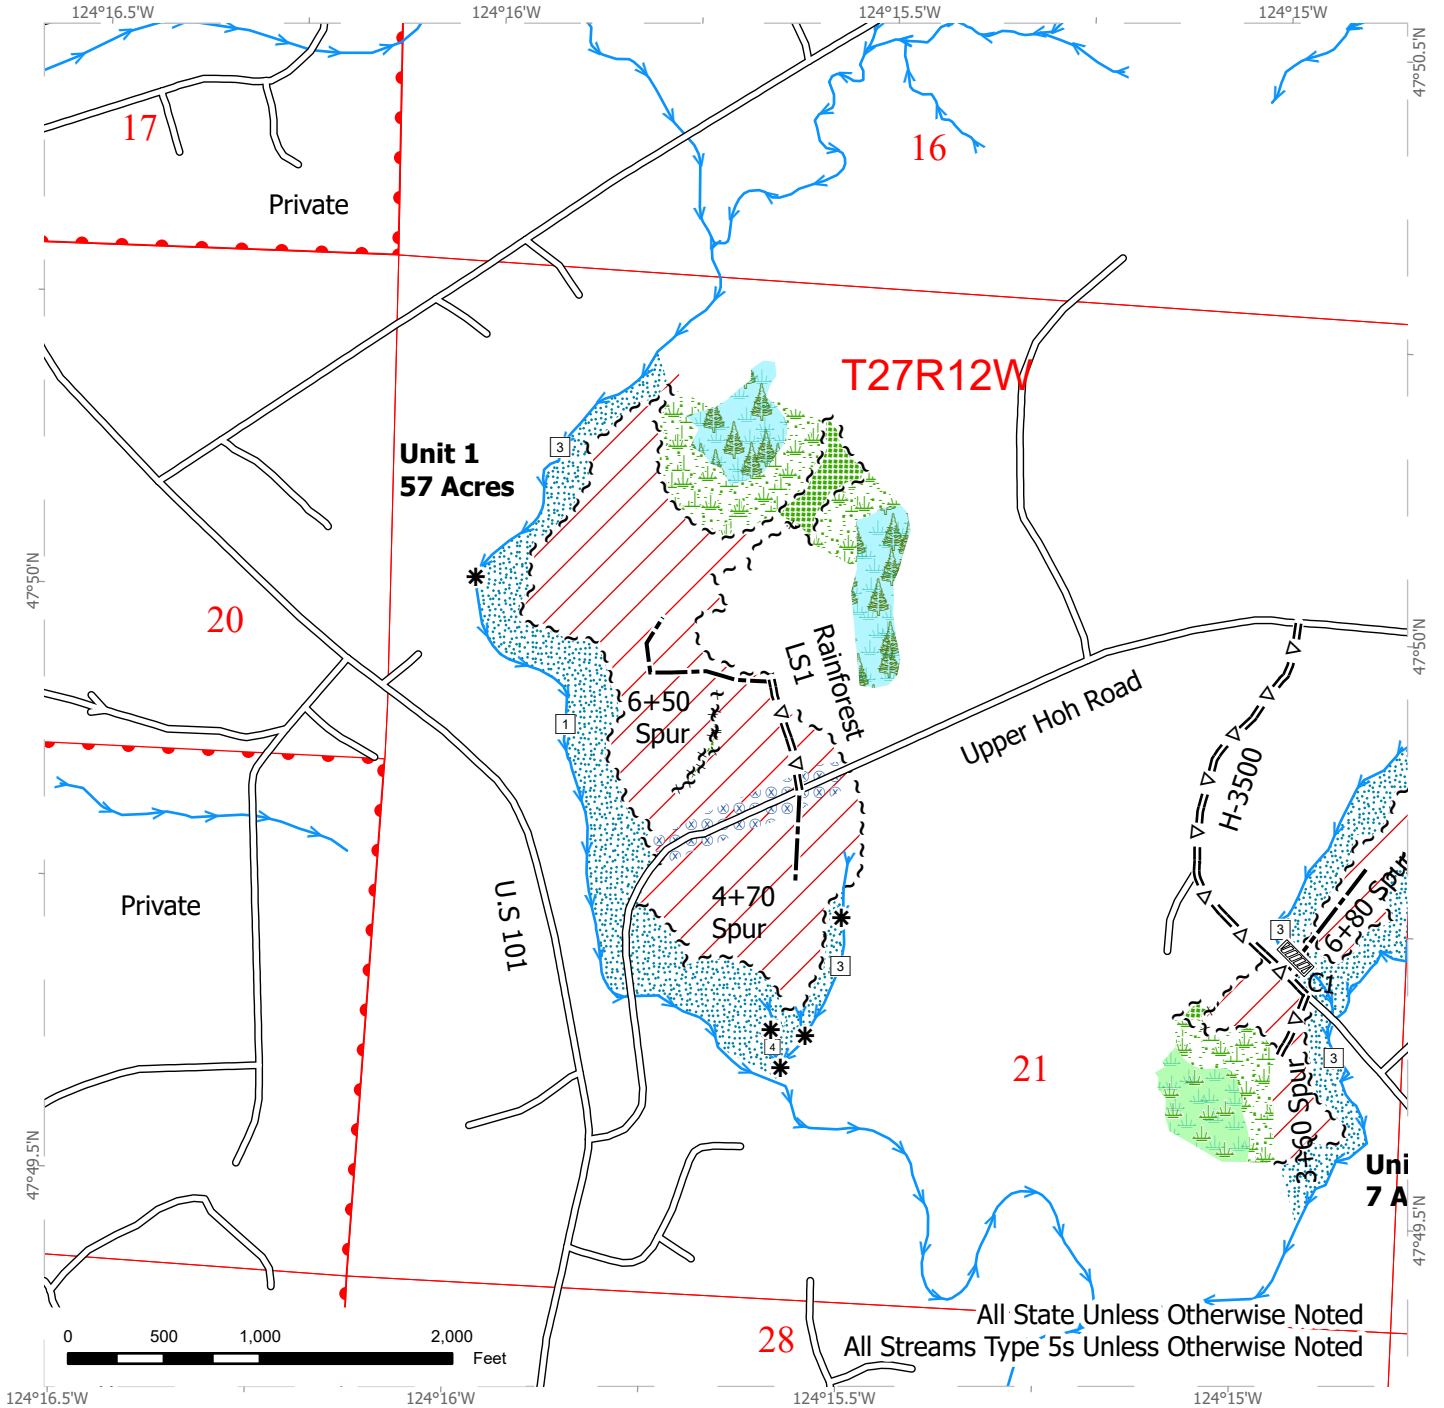 124°16.5'W
124°16'W
124°15.5'W
124°15'W
47°50.5'N
17
16
Private
T27R12W
3
Unit 1
57 Acres
47°50'N
47°50'N
20
Rainforest
LS1
6+50
Spur
1
Upper Hoh Road
H-3500
Private
U.S 101
4+70
Spur
3
3
6+80 Spur
C1
4
21
3
3+60 Spur
47°49.5'N
Uni
7 A
47°49.5'N
All State Unless Otherwise Noted
28
All Streams Type 5s Unless Otherwise Noted
0 500 1,000 2,000
Feet
124°16.5'W
124°16'W
124°15.5'W
124°15'W